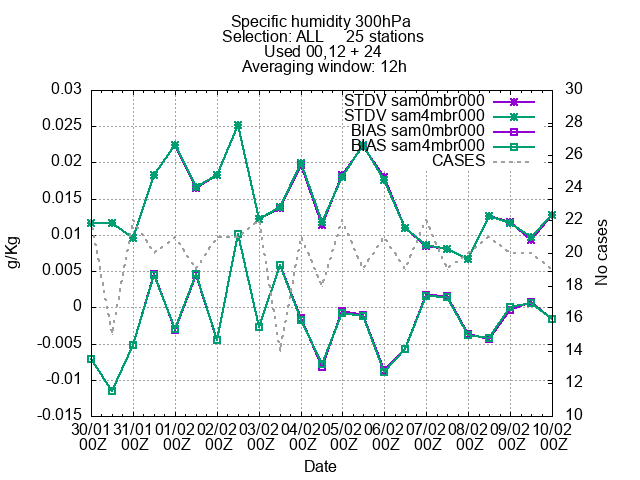 Specific humidity 300hPa
Selection: ALL 25 stations
Used 00,12 + 24
Averaging window: 12h
0.03 30
STDV sam0mbr000
STDV sam4mbr000
BIAS sam0mbr000
BIAS sam4mbr000
CASES
0.025 28
0.02 26
0.015 24
0.01 22
0.005 20
0 18
-0.005 16
-0.01 14
-0.015 12
10
g/Kg
No cases
30/01 31/01 01/02 02/02 03/02 04/02 05/02 06/02 07/02 08/02 09/02 10/02
00Z 00Z 00Z 00Z 00Z 00Z 00Z 00Z 00Z 00Z 00Z 00Z
Date